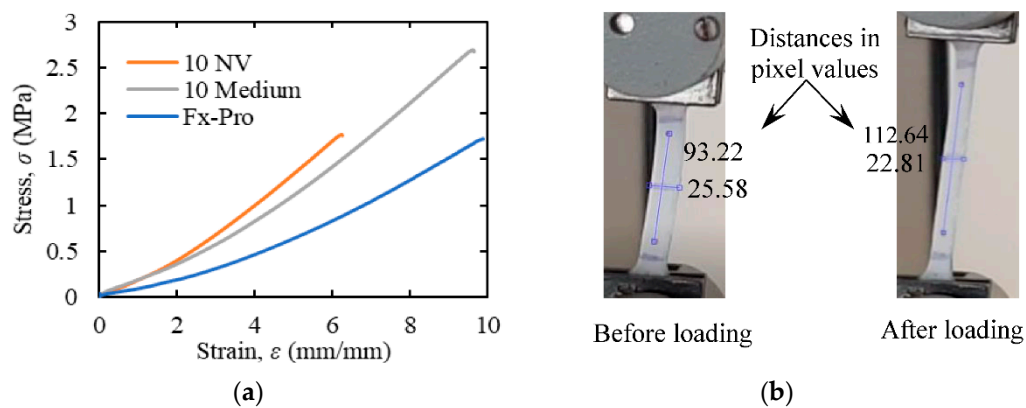 (a)
3
2.5
2
1.5
1
0.5
0
Stress, σ (MPa)
10 NV
10 Medium
Fx-Pro
0 2 4 6 8 10
Strain, ε (mm/mm)
(b)
Distances in
pixel values
93.22
25.58
112.64
22.81
Before loading
After loading